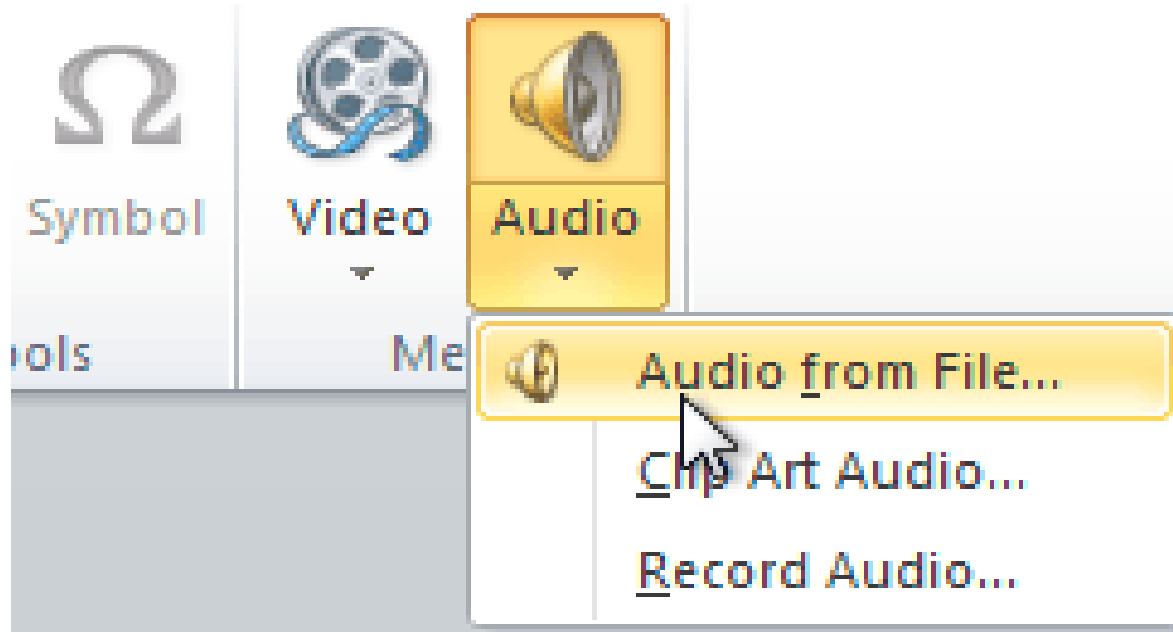 Symbol
Video
Audio
ools
Me
Audio from File...
Clip Art Audio...
Record Audio...